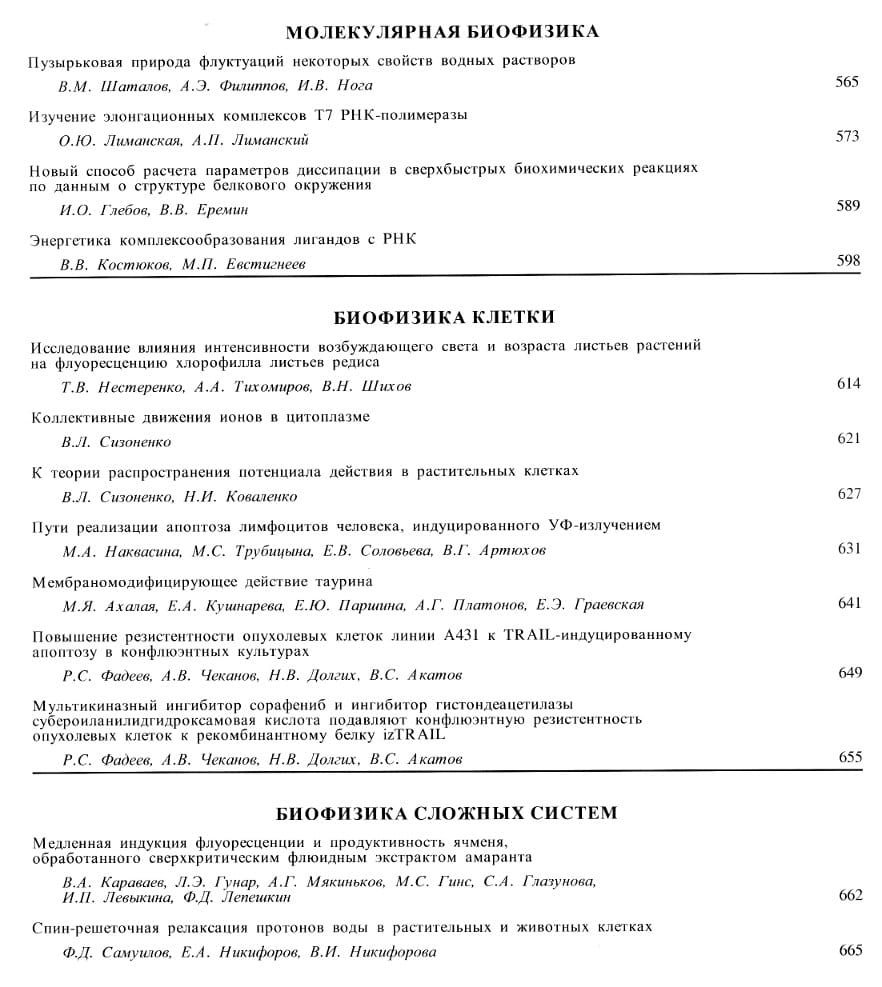 МОЛЕКУЛЯРНАЯ БИОФИЗИКА
Пузырьковая природа флуктуаций некоторых свойств водных растворов
В.М. Шаталов, А.Э. Филиппов, И.В. Нога 565
Изучение элонгационных комплексов Т7 РНК-полимеразы
О.Ю. Лиманская, А.П. Лиманский 573
Новый способ расчета параметров диссипации в сверхбыстрых биохимических реакциях
по данным о структуре белкового окружения
И.О. Глебов, В.В. Еремин 589
Энергетика комплексообразования лигандов с РНК
В.В. Костюков, М.П. Евстигнеев 598
БИОФИЗИКА КЛЕТКИ
Исследование влияния интенсивности возбуждающего света и возраста листьев растений
на флуоресценцию хлорофилла листьев редиса
Т.В. Нестеренко, А.А. Тихомиров, В.Н. Шихов 614
Коллективные движения ионов в цитоплазме
В.Л. Сизоненко 621
К теории распространения потенциала действия в растительных клетках
В.Л. Сизоненко, Н.И. Коваленко 627
Пути реализации апоптоза лимфоцитов человека, индуцированного УФ-излучением
М.А. Наквасина, М.С. Трубицына, Е.В. Соловьева, В.Г. Артюхов 631
Мембраномодифицирующее действие таурина
М.Я. Ахалая, Е.А. Кушнарева, Е.Ю. Паршина, А.Г. Платонов, Е.Э. Граевская 641
Повышение резистентности опухолевых клеток линии А431 к TRAIL-индуцированному
апоптозу в конфлюэнтных культурах
Р.С. Фадеев, А.В. Чеканов, Н.В. Долгих, В.С. Акатов 649
Мультикиназный ингибитор сорафениб и ингибитор гистондеацетилазы
субероиланилидгидроксамовая кислота подавляют конфлюэнтную резистентность
опухолевых клеток к рекомбинантному белку izTRAIL
Р.С. Фадеев, А.В. Чеканов, Н.В. Долгих, В.С. Акатов 655
БИОФИЗИКА СЛОЖНЫХ СИСТЕМ
Медленная индукция флуоресценции и продуктивность ячменя,
обработанного сверхкритическим флюидным экстрактом амаранта
В.А. Караваев, Л.Э. Гунар, А.Г. Мякиньков, М.С. Гинс, С.А. Глазунова,
И.П. Левыкина, Ф.Д. Лепешкин 662
Спин-решеточная релаксация протонов воды в растительных и животных клетках
Ф.Д. Самуилов, Е.А. Никифоров, В.И. Никифорова 665